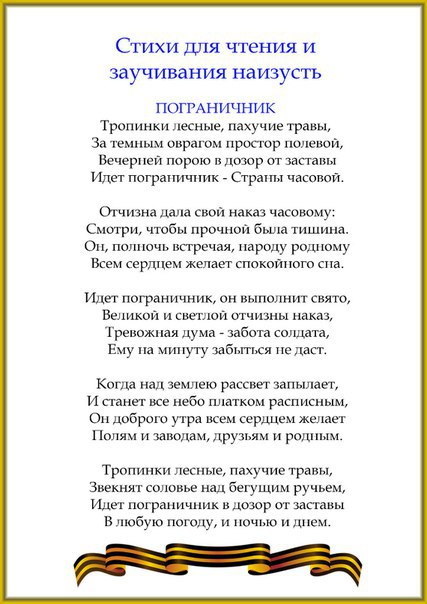 Стихи для чтения и
заучивания наизусть
ПОГРАНИЧНИК
Тропинки лесные, пахучие травы,
За темным оврагом простор полевой,
Вечерней порою в дозор от заставы
Идет пограничник - Страны часовой.
Отчизна дала свой наказ часовому:
Смотри, чтобы прочной была тишина.
Он, полночь встречая, народу родному
Всем сердцем желает спокойного сна.
Идет пограничник, он выполнит свято,
Великой и светлой отчизны наказ,
Тревожная дума - забота солдата,
Ему на минуту забыться не даст.
Когда над землею рассвет запылает,
И станет все небо платком расписным,
Он доброго утра всем сердцем желает
Полям и заводам, друзьям и родным.
Тропинки лесные, пахучие травы,
Звекнят соловье над бегущим ручьем,
Идет пограничник в дозор от заставы
В любую погоду, и ночью и днем.